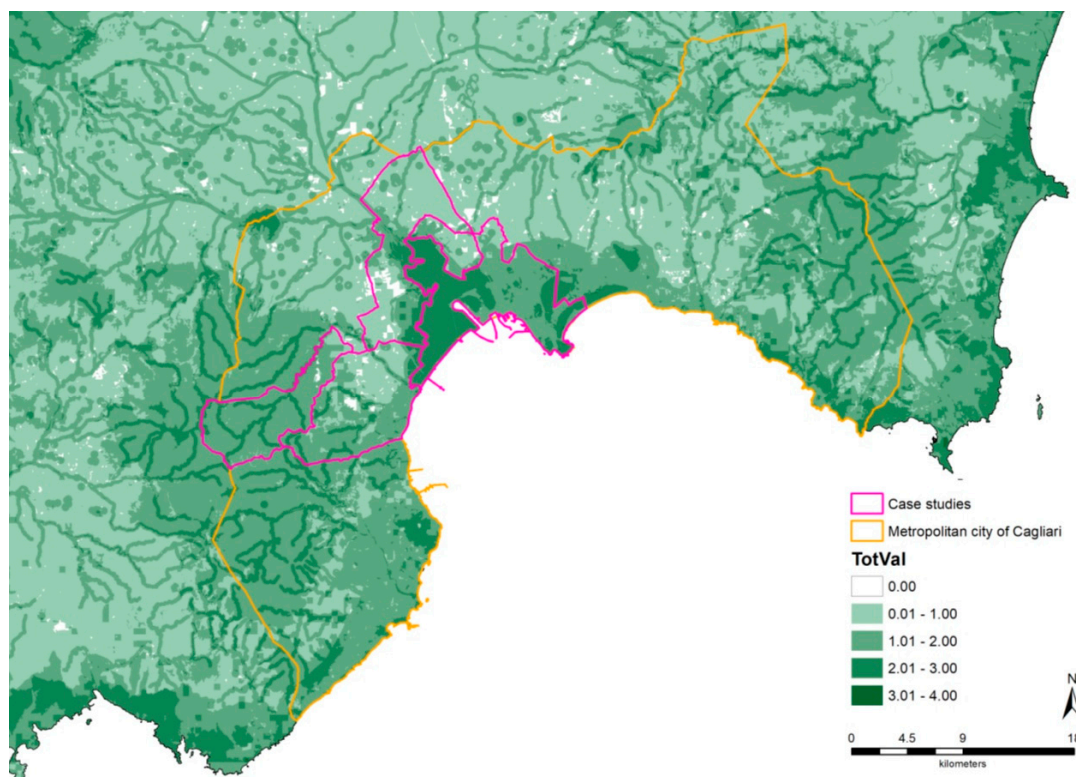 Case studies
Metropolitan city of Cagliari
TotVal
0.00
0.01 - 1.00
1.01 - 2.00
2.01 - 3.00
3.01 - 4.00
N
0 4.5 9 18
kilometers